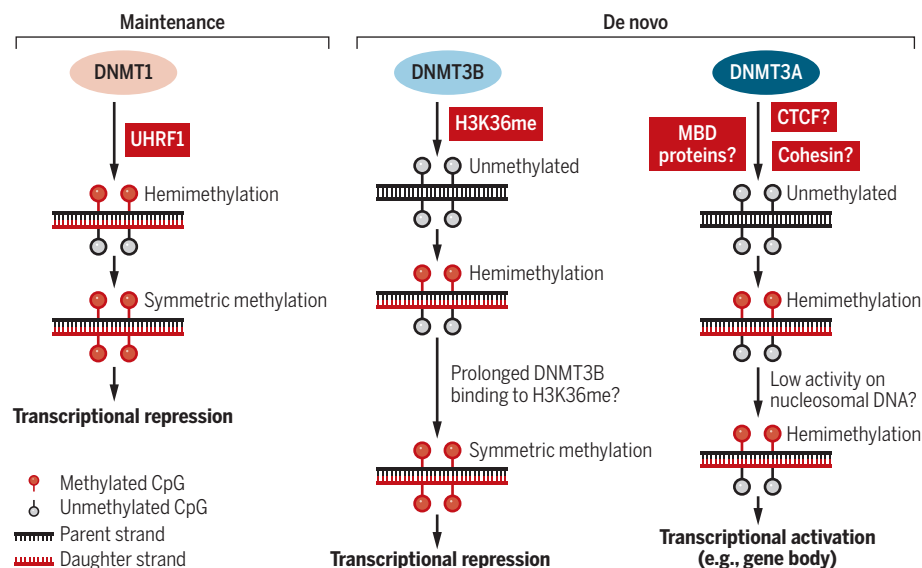 Maintenance
De novo
DNMT1
UHRF1
Hemimethylation
Symmetric methylation
Transcriptional repression
DNMT3B
H3K36me
Unmethylated
Hemimethylation
Prolonged DNMT3B
binding to H3K36me?
Symmetric methylation
Transcriptional repression
DNMT3A
CTCF?
MBD
proteins?
Cohesin?
Unmethylated
Hemimethylation
Low activity on
nucleosomal DNA?
Hemimethylation
Transcriptional activation
(e.g., gene body)
Methylated CpG
Unmethylated CpG
Parent strand
Daughter strand